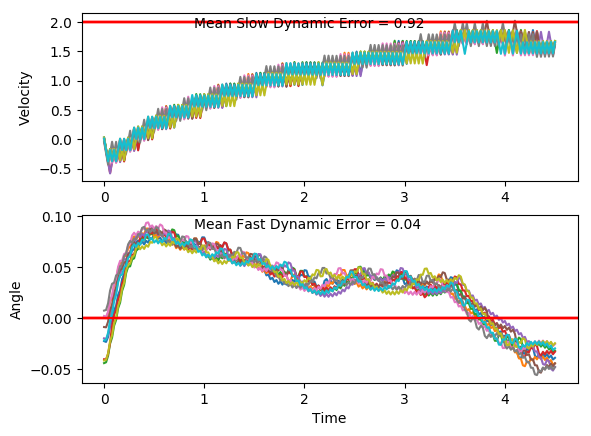 2.0
1.5
1.0
0.5
0.0
−0.5
Velocity
Mean Slow Dynamic Error = 0.92
0 1 2 3 4
0.10
0.05
0.00
−0.05
Angle
Mean Fast Dynamic Error = 0.04
0 1 2 3 4
Time